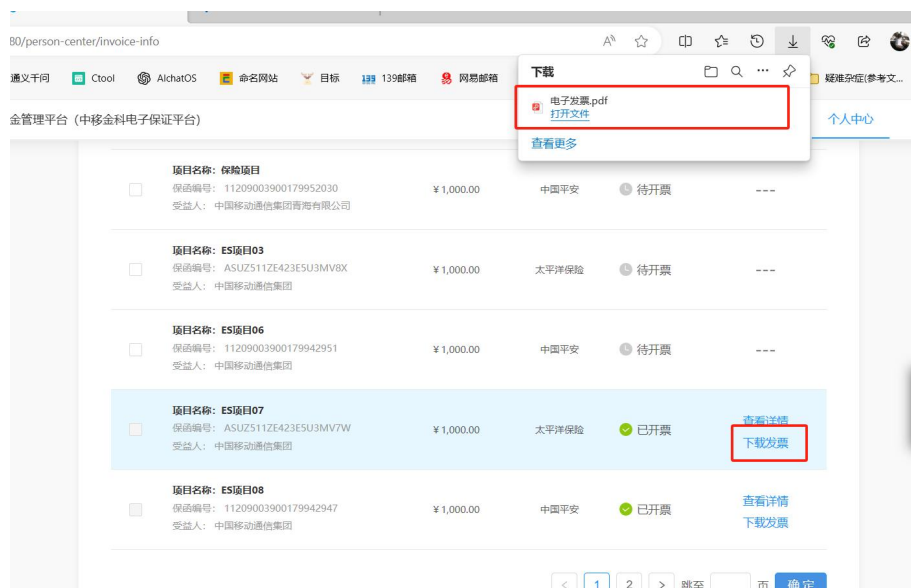 80/person-center/invoice-info
通义千问 Ctool AIchatOS 命名网站 目标 139邮箱 网易邮箱
下载
疑难杂症(参考文...
电子发票.pdf
打开文件
查看更多
金管理平台（中移金科电子保证平台）
个人中心
项目名称：保险项目
保函编号： 11209003900179952030
受益人： 中国移动通信集团青海有限公司
¥ 1,000.00
中国平安
待开票
---
项目名称：ES项目03
保函编号： ASUZ511ZE423E5U3MV8X
受益人： 中国移动通信集团
¥ 1,000.00
太平洋保险
待开票
---
项目名称：ES项目06
保函编号： 11209003900179942951
受益人： 中国移动通信集团
¥ 1,000.00
中国平安
待开票
---
项目名称：ES项目07
保函编号： ASUZ511ZE423E5U3MV7W
受益人： 中国移动通信集团
¥ 1,000.00
太平洋保险
已开票
查看详情
下载发票
项目名称：ES项目08
保函编号： 11209003900179942947
受益人： 中国移动通信集团
¥ 1,000.00
中国平安
已开票
查看详情
下载发票
< 1 2 > 跳至 页 确定